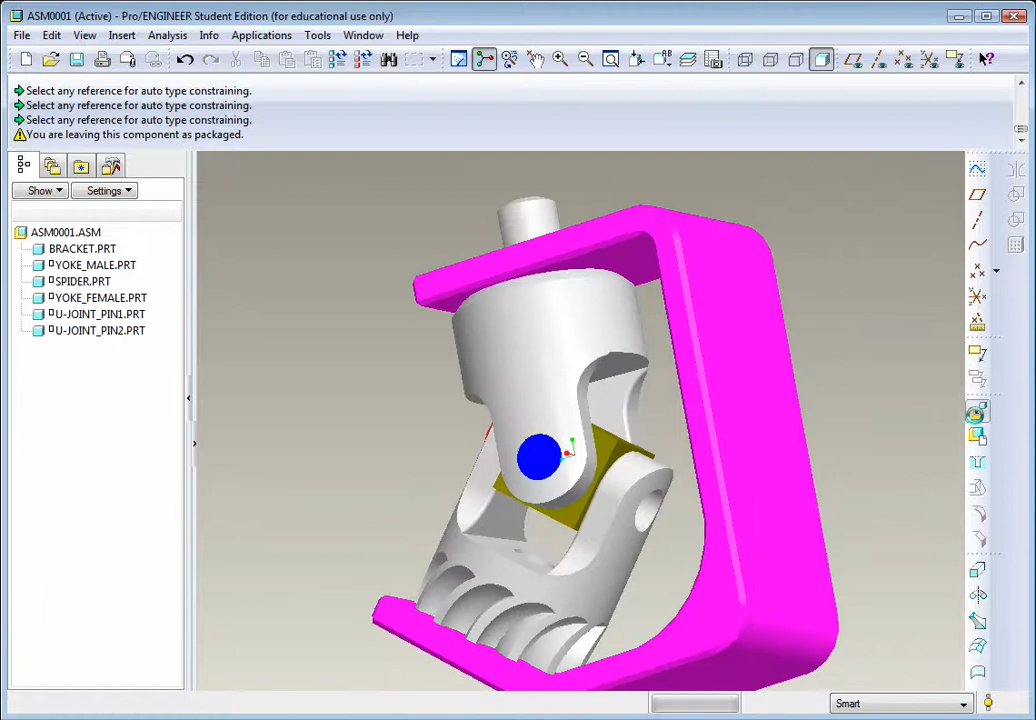 ASM0001 (Active) - Pro/ENGINEER Student Edition (for educational use only)
File Edit View Insert Analysis Info Applications Tools Window Help
Select any reference for auto type constraining.
Select any reference for auto type constraining.
Select any reference for auto type constraining.
You are leaving this component as packaged.
Show Settings
ASM0001.ASM
BRACKET.PRT
YOKE_MALE.PRT
SPIDER.PRT
YOKE_FEMALE.PRT
U-JOINT_PIN1.PRT
U-JOINT_PIN2.PRT
Smart